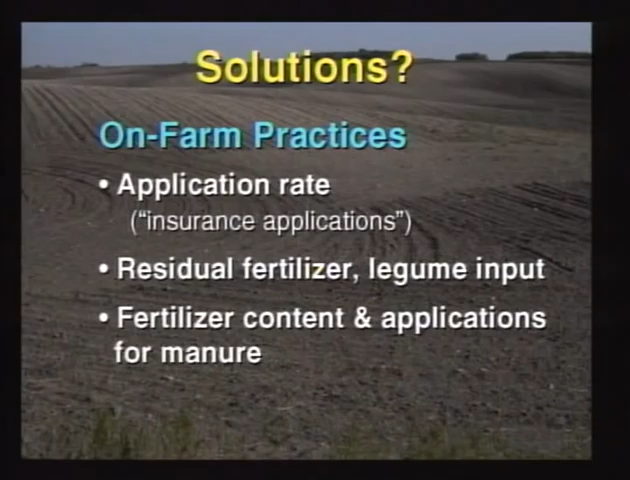 Solutions?
On-Farm Practices
• Application rate
(“insurance applications”)
• Residual fertilizer, legume input
• Fertilizer content & applications
for manure